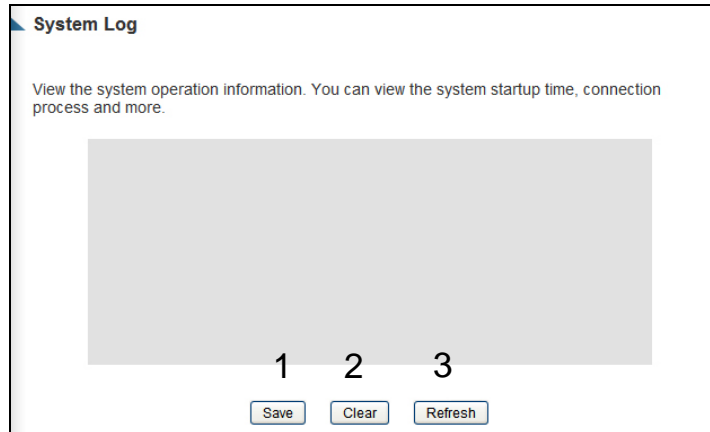 System Log
View the system operation information. You can view the system startup time, connection
process and more.
1 2 3
Save Clear Refresh